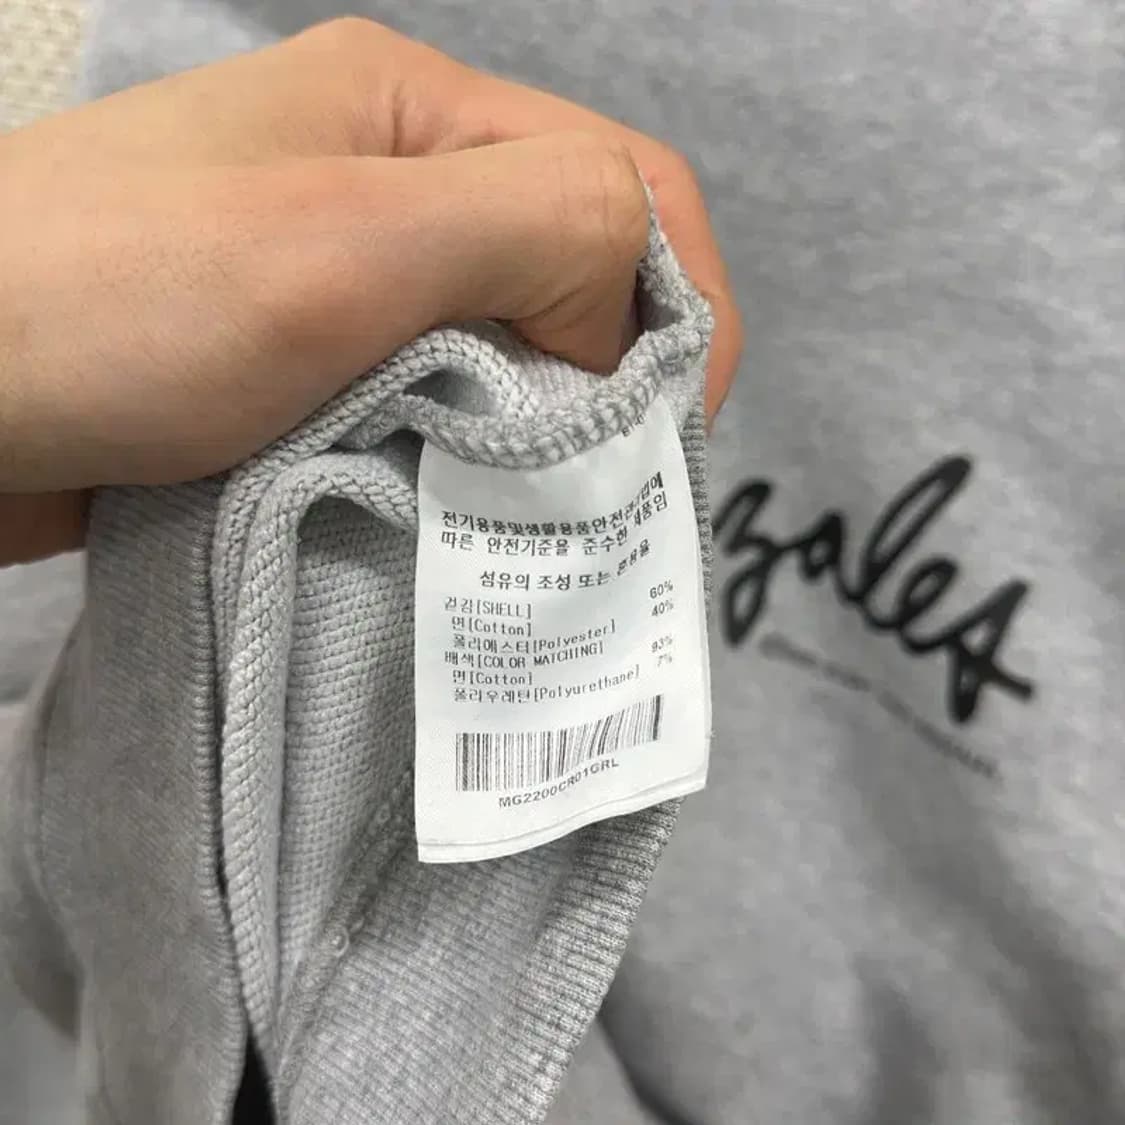 전기용품및생활용품안전관리법에
따른 안전기준을 준수한 제품임
섬유의 조성 또는 혼용율
겉감[SHELL]
면[Cotton] 60%
폴리에스터[Polyester] 40%
배색[COLOR MATCHING]
면[Cotton] 93%
폴리우레탄[Polyurethane] 7%
MG2200CR01GRL
zales